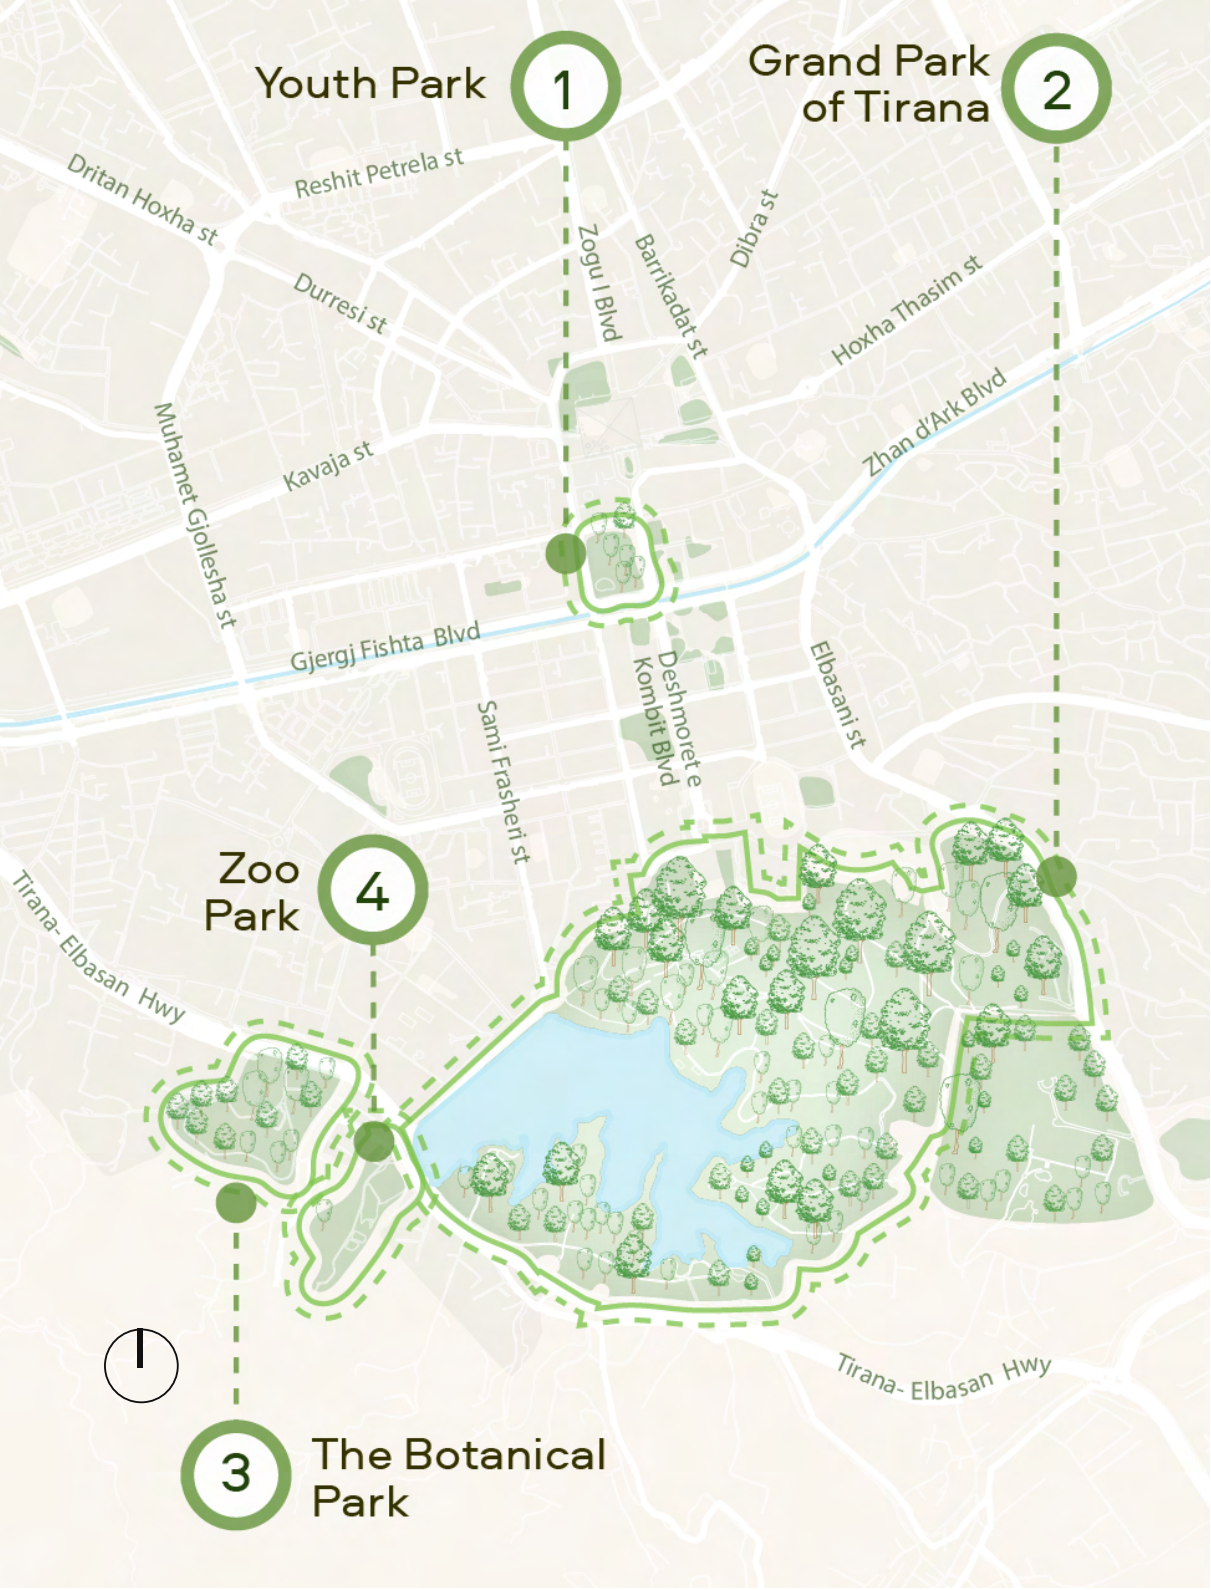 Youth Park
1
Grand Park
of Tirana
2
Dritan Hoxha st
Reshit Petrela st
Zogu I Blvd
Barrikadat st
Dibra st
Durresi st
Hoxha Thasim st
Zhan d'Ark Blvd
Muhamet Gjollesha st
Kavaja st
Gjergj Fishta Blvd
Deshmoret e
Kombit Blvd
Elbasani st
Sami Frasheri st
Zoo
Park
4
Tirana- Elbasan Hwy
Tirana- Elbasan Hwy
3
The Botanical
Park